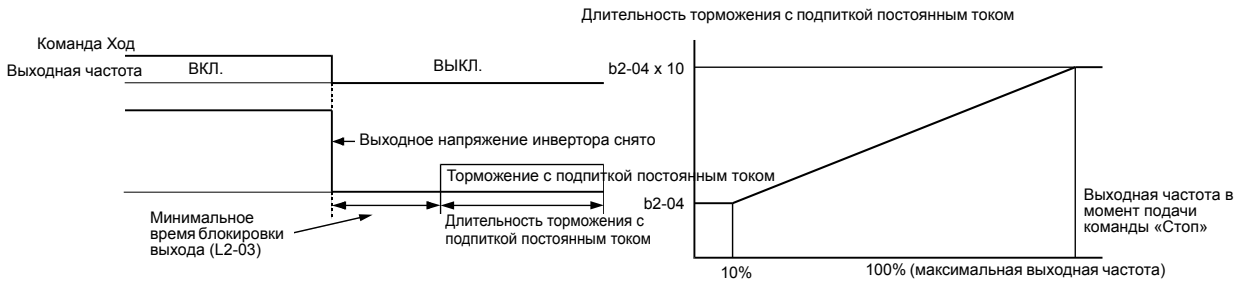 Команда Ход
Выходная частота
ВКЛ.
ВЫКЛ.
Выходное напряжение инвертора снято
Торможение с подпиткой постоянным током
Минимальное
время блокировки
выхода (L2-03)
Длительность торможения с
подпиткой постоянным током
Длительность торможения с подпиткой постоянным током
b2-04 x 10
b2-04
Выходная частота в
момент подачи
команды «Стоп»
10%
100% (максимальная выходная частота)